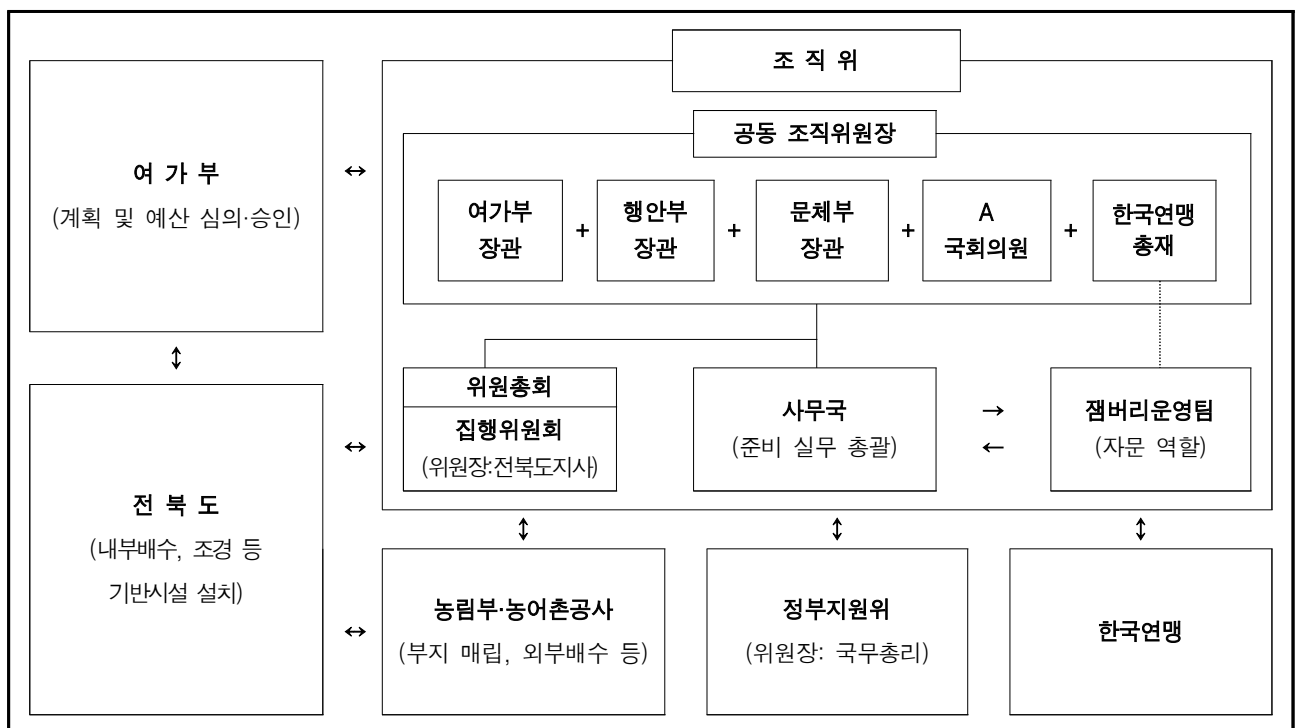 조 직 위
공동 조직위원장
여 가 부
(계획 및 예산 심의·승인)
↔
여가부
장관
+
행안부
장관
+
문체부
장관
+
A
국회의원
+
한국연맹
총재
↕
위원총회
집행위원회
(위원장:전북도지사)
사무국
(준비 실무 총괄)
→
←
잼버리운영팀
(자문 역할)
전 북 도
(내부배수, 조경 등
기반시설 설치)
↔
↕
↕
↕
↔
농림부·농어촌공사
(부지 매립, 외부배수 등)
정부지원위
(위원장: 국무총리)
한국연맹